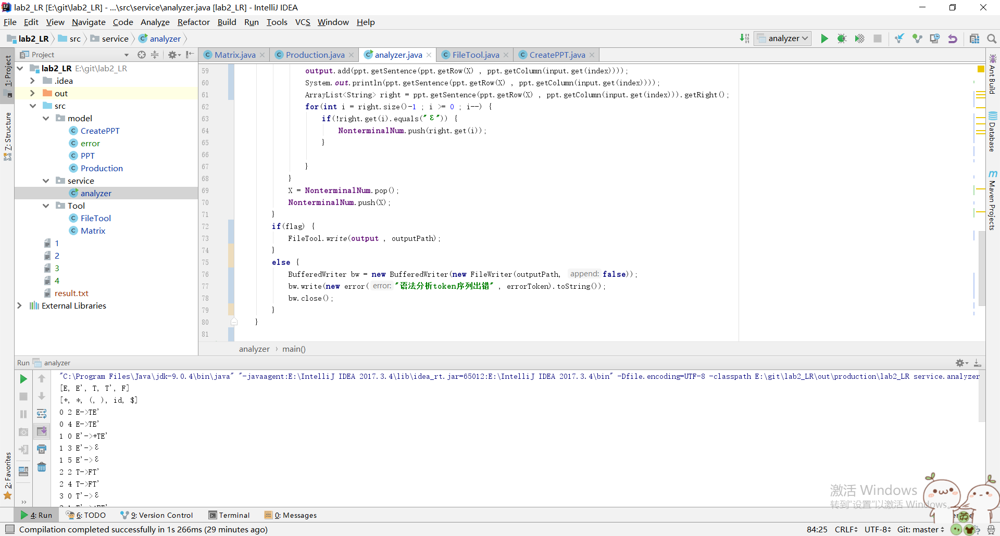 lab2_LR [E:\git\lab2_LR] - ...\src\service\analyzer.java [lab2_LR] - IntelliJ IDEA
File Edit View Navigate Code Analyze Refactor Build Run Tools VCS Window Help
lab2_LR src service analyzer
analyzer
1: Project
7: Structure
2: Favorites
Project
lab2_LR E:\git\lab2_LR
.idea
out
src
model
CreatePPT
error
PPT
Production
service
analyzer
Tool
FileTool
Matrix
1
2
3
4
result.txt
External Libraries
Matrix.java Production.java analyzer.java FileTool.java CreatePPT.java
59 output.add(ppt.getSentence(ppt.getRow(X) , ppt.getColumn(input.get(index))));
60 System.out.println(ppt.getSentence(ppt.getRow(X) , ppt.getColumn(input.get(index))));
61 ArrayList<String> right = ppt.getSentence(ppt.getRow(X) , ppt.getColumn(input.get(index))).getRight();
62 for(int i = right.size()-1 ; i >= 0 ; i--) {
63 if(!right.get(i).equals("ε")) {
64 NonterminalNum.push(right.get(i));
65 }
66
67 }
68 }
69 X = NonterminalNum.pop();
70 NonterminalNum.push(X);
71 }
72 if(flag) {
73 FileTool.write(output , outputPath);
74 }
75 else {
76 BufferedWriter bw = new BufferedWriter(new FileWriter(outputPath, append: false));
77 bw.write(new error( error: "语法分析token序列出错" , errorToken).toString());
78 bw.close();
79 }
80 }
81
analyzer › main()
Ant Build
Database
Maven Projects
Run analyzer
"C:\Program Files\Java\jdk-9.0.4\bin\java" "-javaagent:E:\IntelliJ IDEA 2017.3.4\lib\idea_rt.jar=65012:E:\IntelliJ IDEA 2017.3.4\bin" -Dfile.encoding=UTF-8 -classpath E:\git\lab2_LR\out\production\lab2_LR service.analyzer
[E, E', T, T', F]
[+, *, (, ), id, $]
0 2 E->TE'
0 4 E->TE'
1 0 E'->+TE'
1 3 E'->ε
1 5 E'->ε
2 2 T->FT'
2 4 T->FT'
3 0 T'->ε
激活 Windows
转到"设置"以激活 Windows。
4: Run 6: TODO 9: Version Control Terminal 0: Messages
Compilation completed successfully in 1s 266ms (29 minutes ago)
84:25 CRLF UTF-8 Git: master